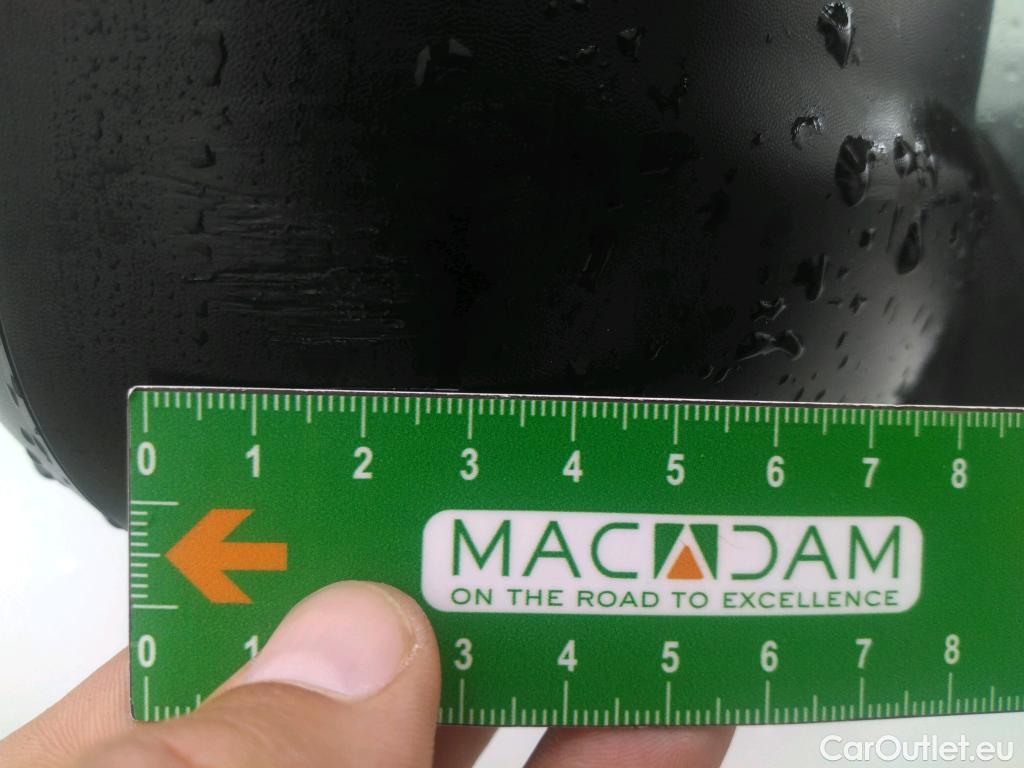 0 1 2 3 4 5 6 7 8
MACADAM
ON THE ROAD TO EXCELLENCE
0 1 3 4 5 6 7 8
CarOutlet.eu